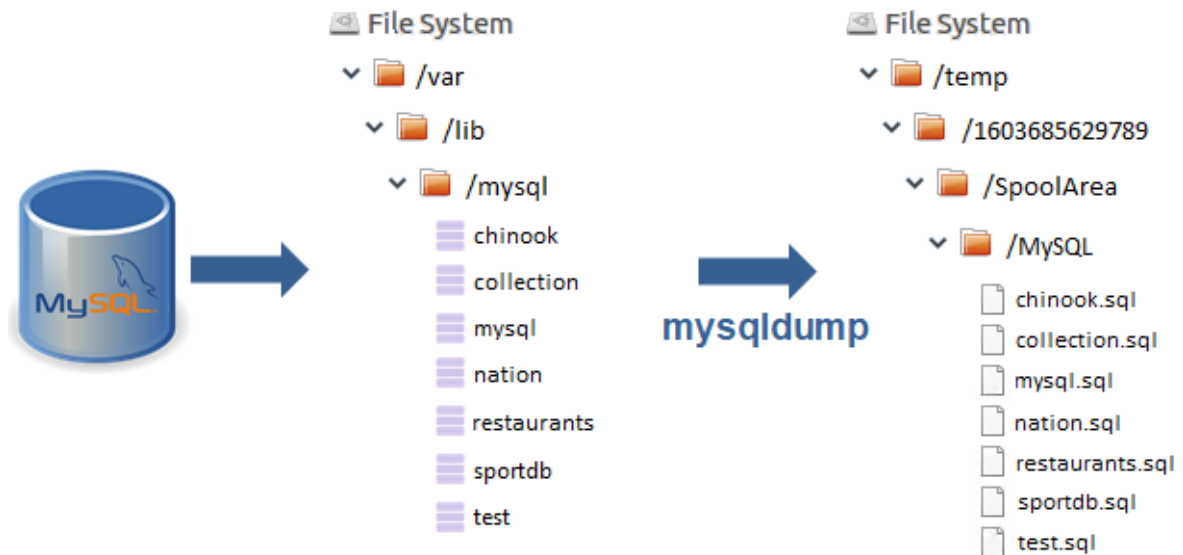 MySQL
File System
/var
/lib
/mysql
chinook
collection
mysql
nation
restaurants
sportdb
test
mysqldump
File System
/temp
/1603685629789
/SpoolArea
/MySQL
chinook.sql
collection.sql
mysql.sql
nation.sql
restaurants.sql
sportdb.sql
test.sql